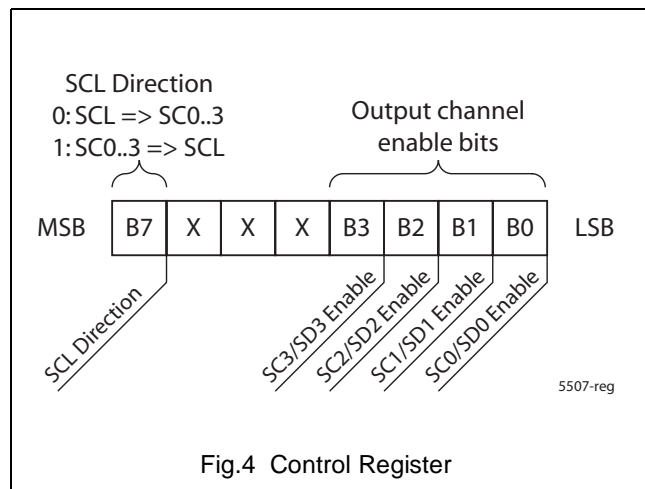 SCL Direction
0: SCL => SC0..3
1: SC0..3 => SCL
Output channel
enable bits
MSB B7 X X X B3 B2 B1 B0 LSB
SCL Direction
SC3/SD3 Enable
SC2/SD2 Enable
SC1/SD1 Enable
SC0/SD0 Enable
5507-reg
Fig.4 Control Register